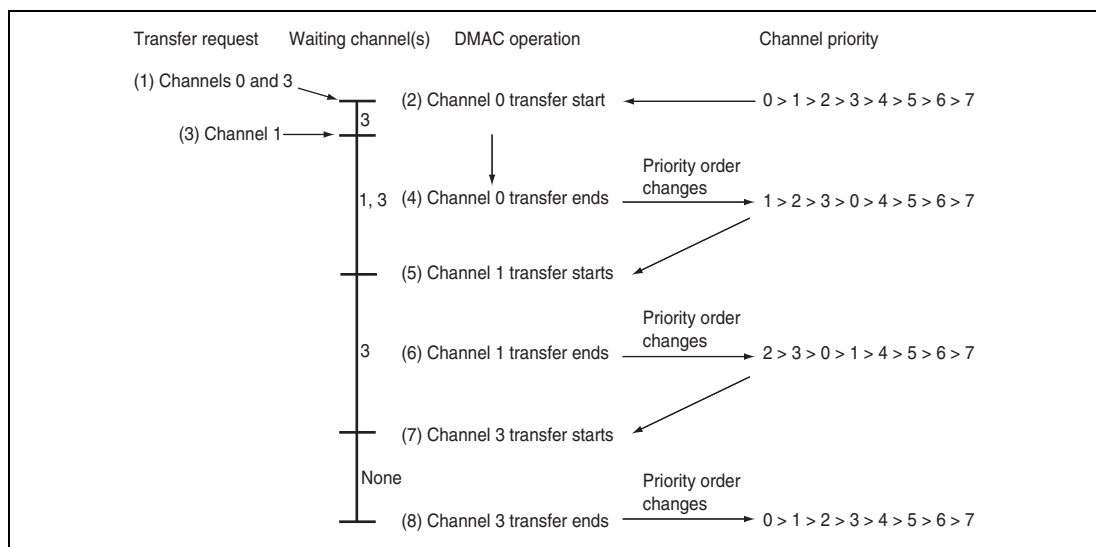 Transfer request Waiting channel(s) DMAC operation Channel priority
(1) Channels 0 and 3
(2) Channel 0 transfer start 0 > 1 > 2 > 3 > 4 > 5 > 6 > 7
3
(3) Channel 1
Priority order
changes
1, 3 (4) Channel 0 transfer ends 1 > 2 > 3 > 0 > 4 > 5 > 6 > 7
(5) Channel 1 transfer starts
Priority order
changes
3 (6) Channel 1 transfer ends 2 > 3 > 0 > 1 > 4 > 5 > 6 > 7
(7) Channel 3 transfer starts
None
Priority order
changes
(8) Channel 3 transfer ends 0 > 1 > 2 > 3 > 4 > 5 > 6 > 7